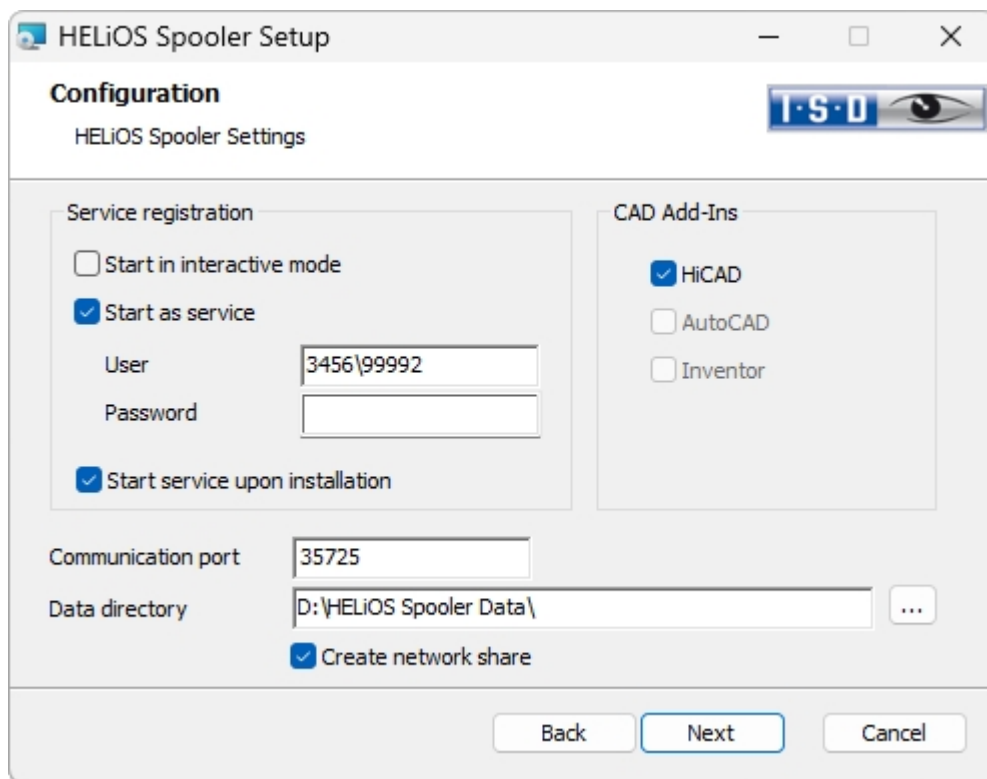 HELiOS Spooler Setup
Configuration
HELiOS Spooler Settings
I·S·D
Service registration
Start in interactive mode
Start as service
User 3456\99992
Password
Start service upon installation
CAD Add-Ins
HiCAD
AutoCAD
Inventor
Communication port 35725
Data directory D:\HELiOS Spooler Data\ ...
Create network share
Back Next Cancel